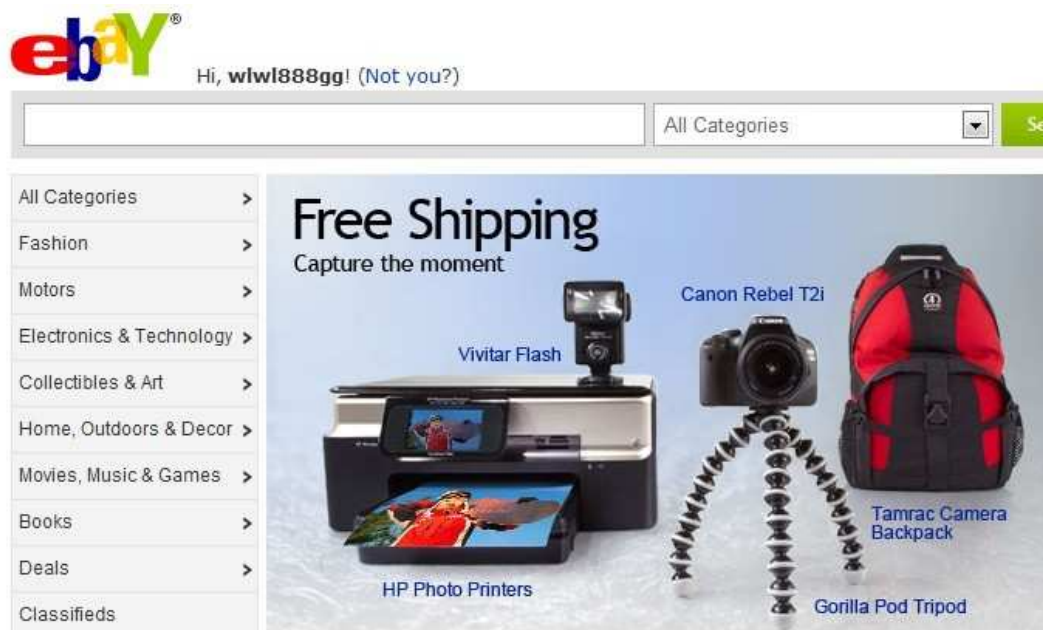 ebay®
Hi, wlwl888gg! (Not you?)
All Categories
All Categories
Fashion
Motors
Electronics & Technology
Collectibles & Art
Home, Outdoors & Decor
Movies, Music & Games
Books
Deals
Classifieds
Free Shipping
Capture the moment
Canon Rebel T2i
Vivitar Flash
Canon
Tamrac Camera
Backpack
HP Photo Printers
Gorilla Pod Tripod